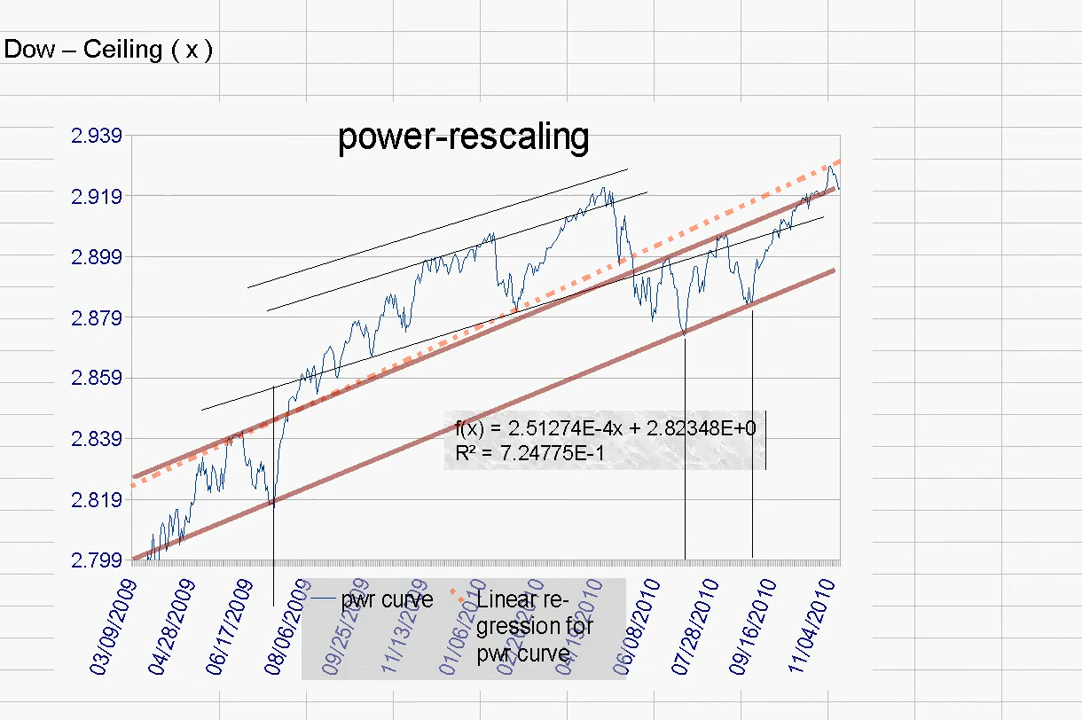 Dow – Ceiling ( x )
power-rescaling
2.939
2.919
2.899
2.879
2.859
2.839
2.819
2.799
f(x) = 2.51274E-4x + 2.82348E+0
R² = 7.24775E-1
03/09/2009
04/28/2009
06/17/2009
08/06/2009
09/25/2009
11/13/2009
01/06/2010
04/19/2010
06/08/2010
07/28/2010
09/16/2010
11/04/2010
pwr curve
Linear re-
gression for
pwr curve